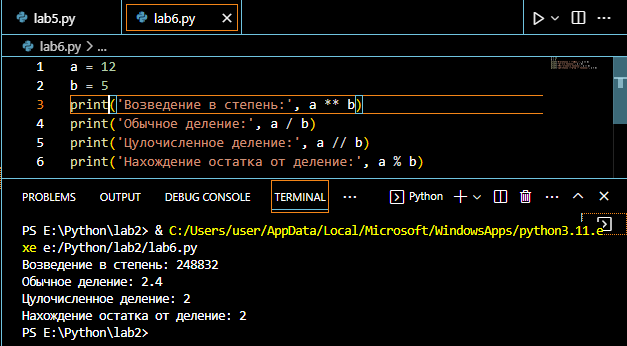 lab5.py lab6.py
lab6.py > ...
1 a = 12
2 b = 5
3 print('Возведение в степень:', a ** b)
4 print('Обычное деление:', a / b)
5 print('Цулочисленное деление:', a // b)
6 print('Нахождение остатка от деление:', a % b)
PROBLEMS OUTPUT DEBUG CONSOLE TERMINAL ... Python
PS E:\Python\lab2> & C:/Users/user/AppData/Local/Microsoft/WindowsApps/python3.11.e
xe e:/Python/lab2/lab6.py
Возведение в степень: 248832
Обычное деление: 2.4
Цулочисленное деление: 2
Нахождение остатка от деление: 2
PS E:\Python\lab2>